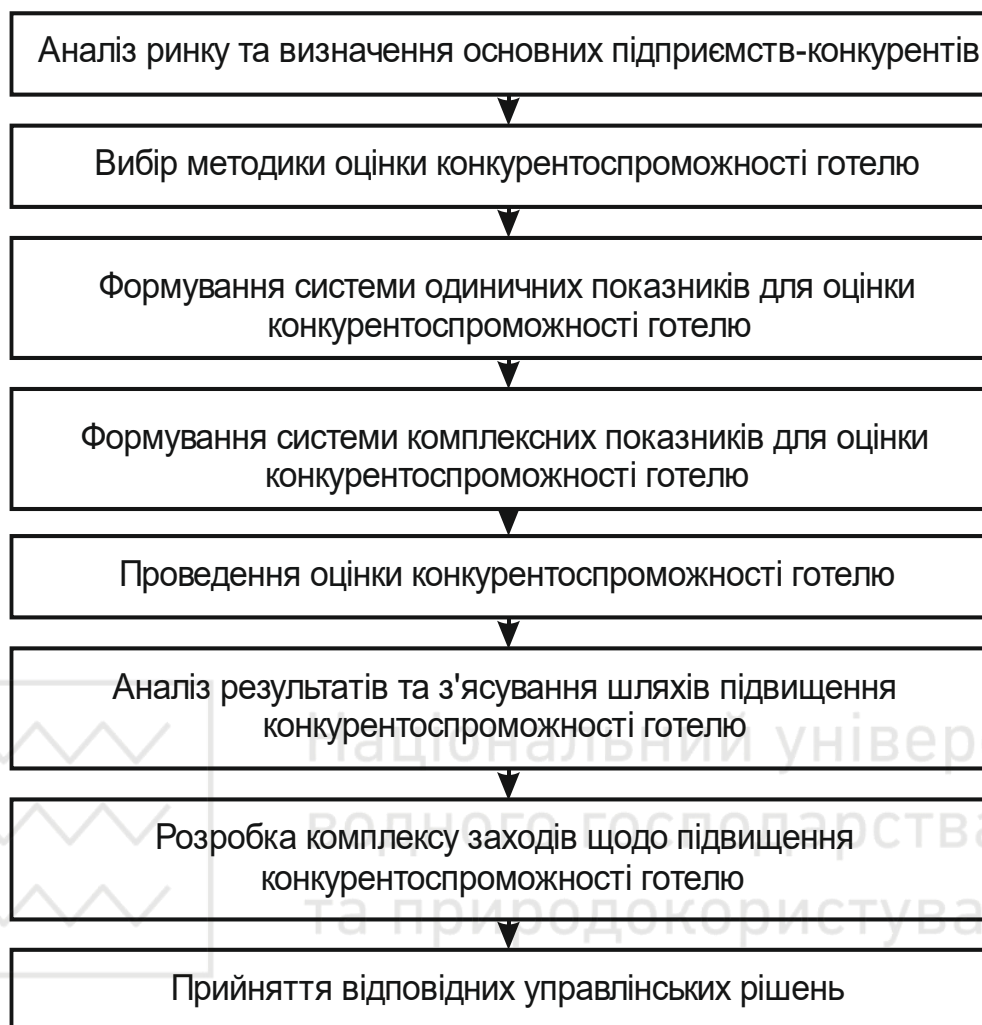 Аналіз ринку та визначення основних підприємств-конкурентів
Вибір методики оцінки конкурентоспроможності готелю
Формування системи одиничних показників для оцінки
конкурентоспроможності готелю
Формування системи комплексних показників для оцінки
конкурентоспроможності готелю
Проведення оцінки конкурентоспроможності готелю
Аналіз результатів та з'ясування шляхів підвищення
конкурентоспроможності готелю
Національний
Розробка комплексу заходів щодо підвищення
водного господарства
конкурентоспроможності готелю
та
Прийняття відповідних управлінських рішень